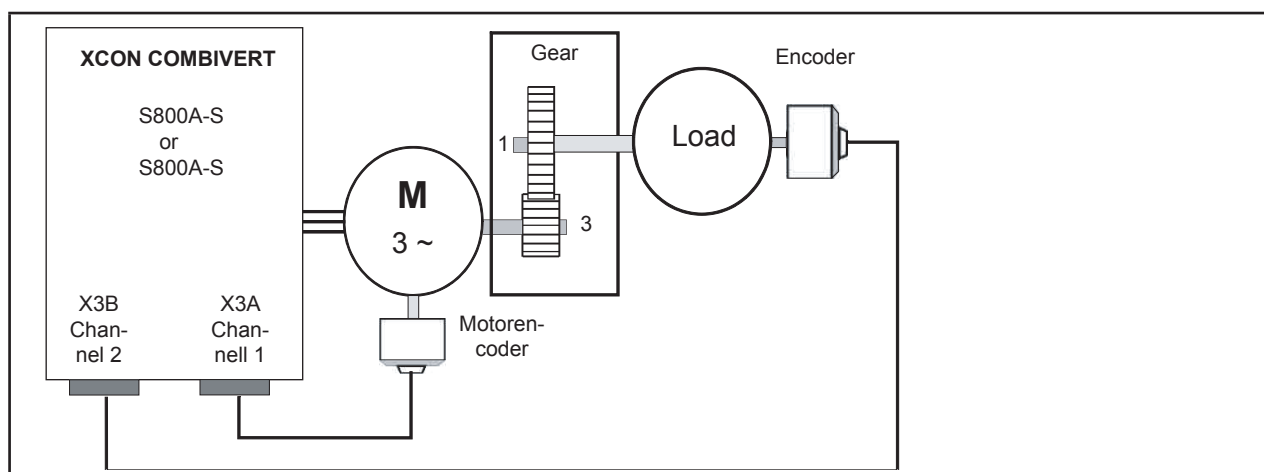 XCON COMBIVERT
S800A-S
or
S800A-S
X3B
Chan-
nel 2
X3A
Chan-
nell 1
M
3 ~
Motoren-
coder
Gear
1
3
Load
Encoder